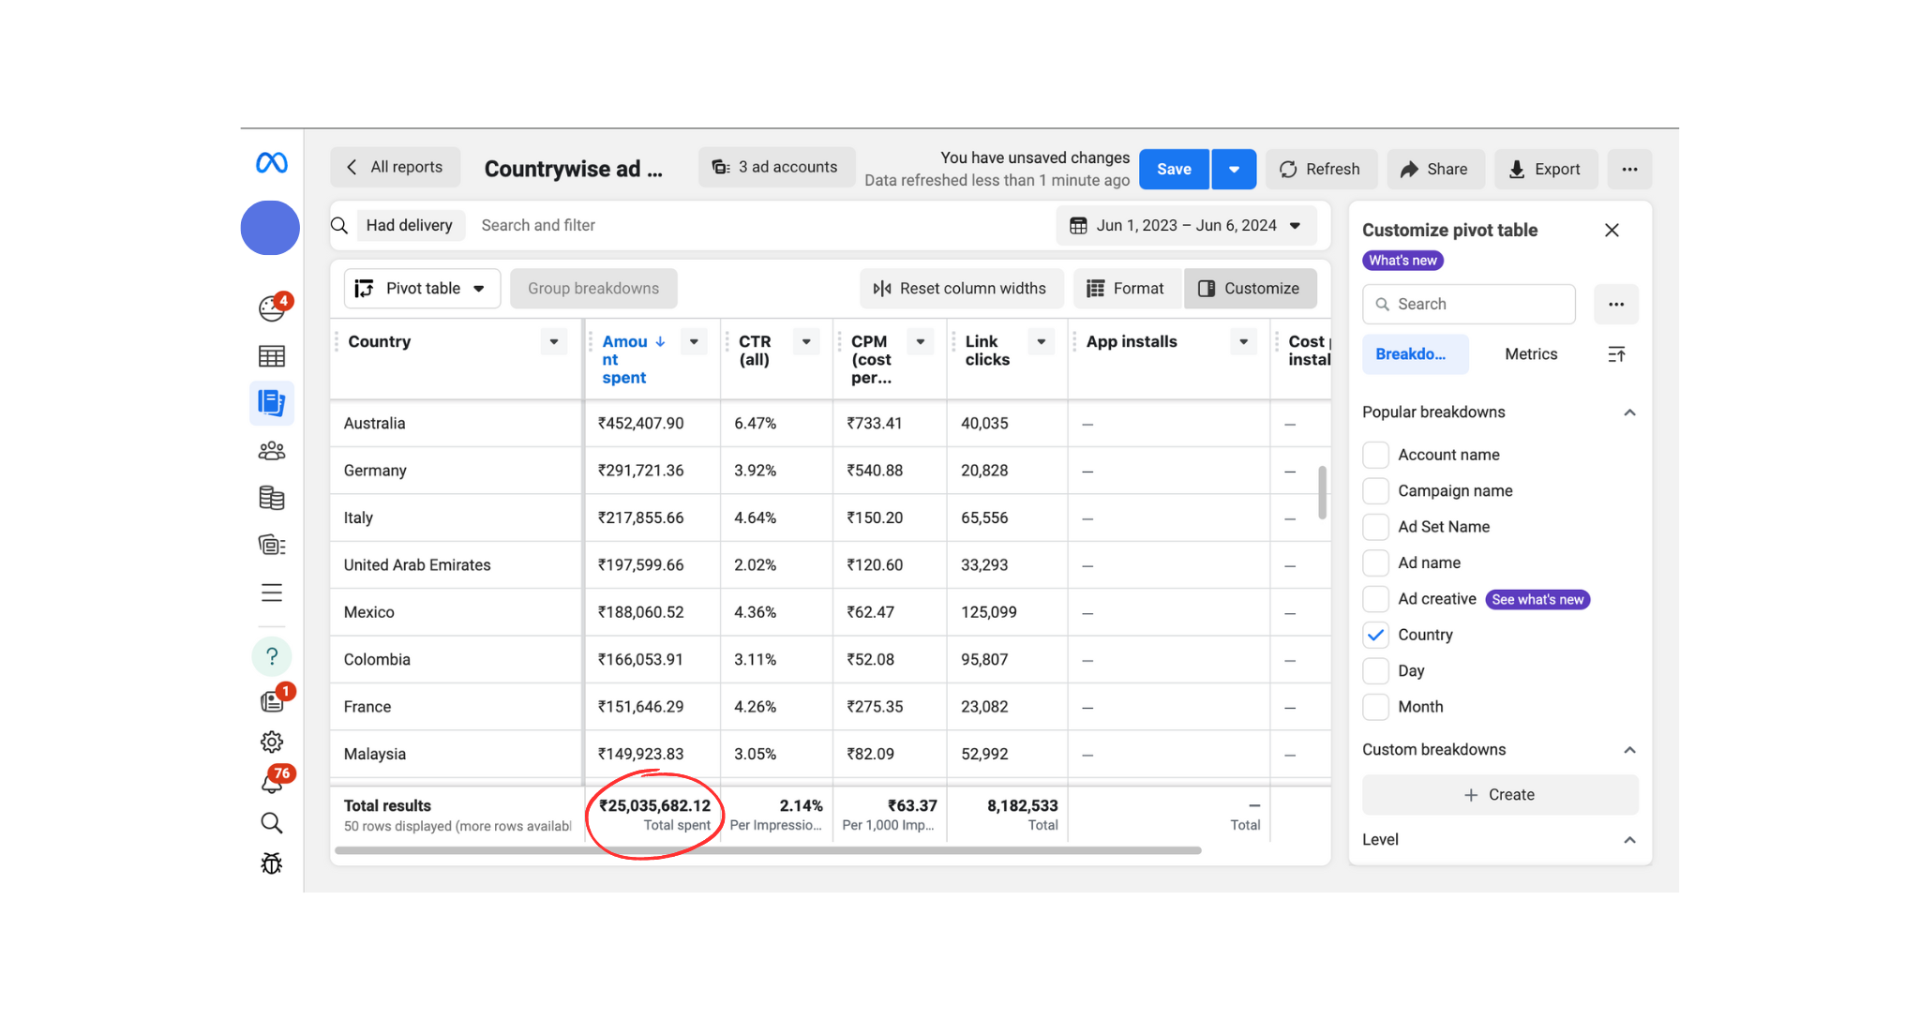 All reports
Countrywise ad ...
3 ad accounts
You have unsaved changes
Data refreshed less than 1 minute ago
Save
Refresh
Share
Export
...
Had delivery
Search and filter
Jun 1, 2023 – Jun 6, 2024
Pivot table
Group breakdowns
Reset column widths
Format
Customize
Country
Amou
nt
spent
CTR
(all)
CPM
(cost
per...
Link
clicks
App installs
Cost
instal
Australia ₹452,407.90 6.47% ₹733.41 40,035 — —
Germany ₹291,721.36 3.92% ₹540.88 20,828 — —
Italy ₹217,855.66 4.64% ₹150.20 65,556 — —
United Arab Emirates ₹197,599.66 2.02% ₹120.60 33,293 — —
Mexico ₹188,060.52 4.36% ₹62.47 125,099 — —
Colombia ₹166,053.91 3.11% ₹52.08 95,807 — —
France ₹151,646.29 4.26% ₹275.35 23,082 — —
Malaysia ₹149,923.83 3.05% ₹82.09 52,992 — —
Total results ₹25,035,682.12 2.14% ₹63.37 8,182,533 —
50 rows displayed (more rows availabl Total spent Per Impressio... Per 1,000 Imp... Total Total
Customize pivot table
What's new
Search
...
Breakdo...
Metrics
Popular breakdowns
Account name
Campaign name
Ad Set Name
Ad name
Ad creative See what's new
Country
Day
Month
Custom breakdowns
+ Create
Level
4
?
1
76